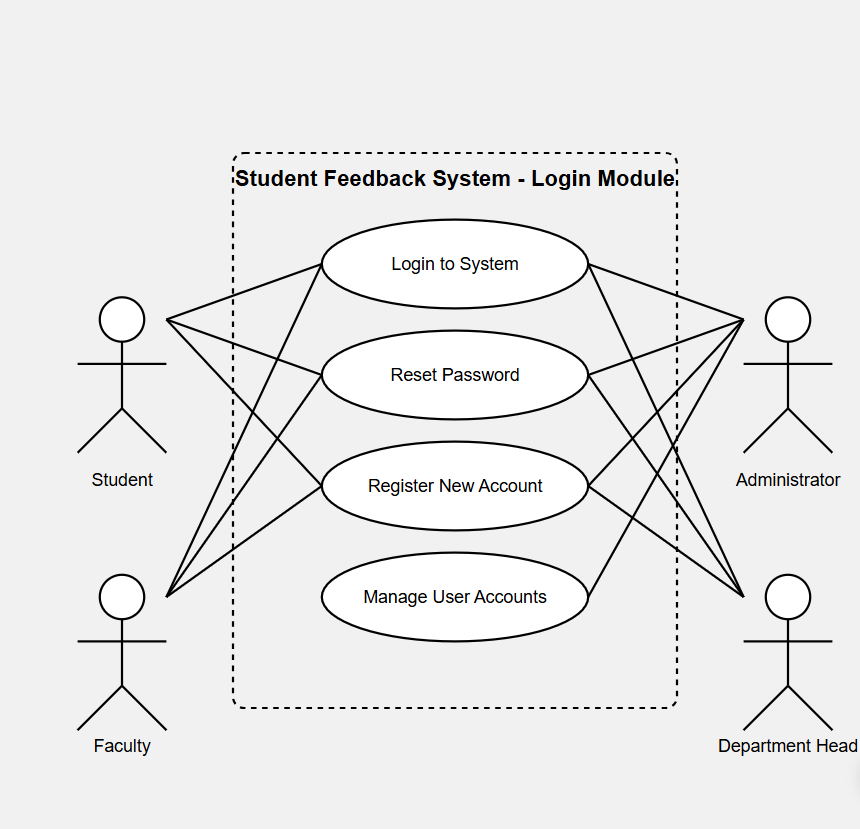 Student Feedback System - Login Module
Login to System
Reset Password
Register New Account
Manage User Accounts
Student
Administrator
Faculty
Department Head